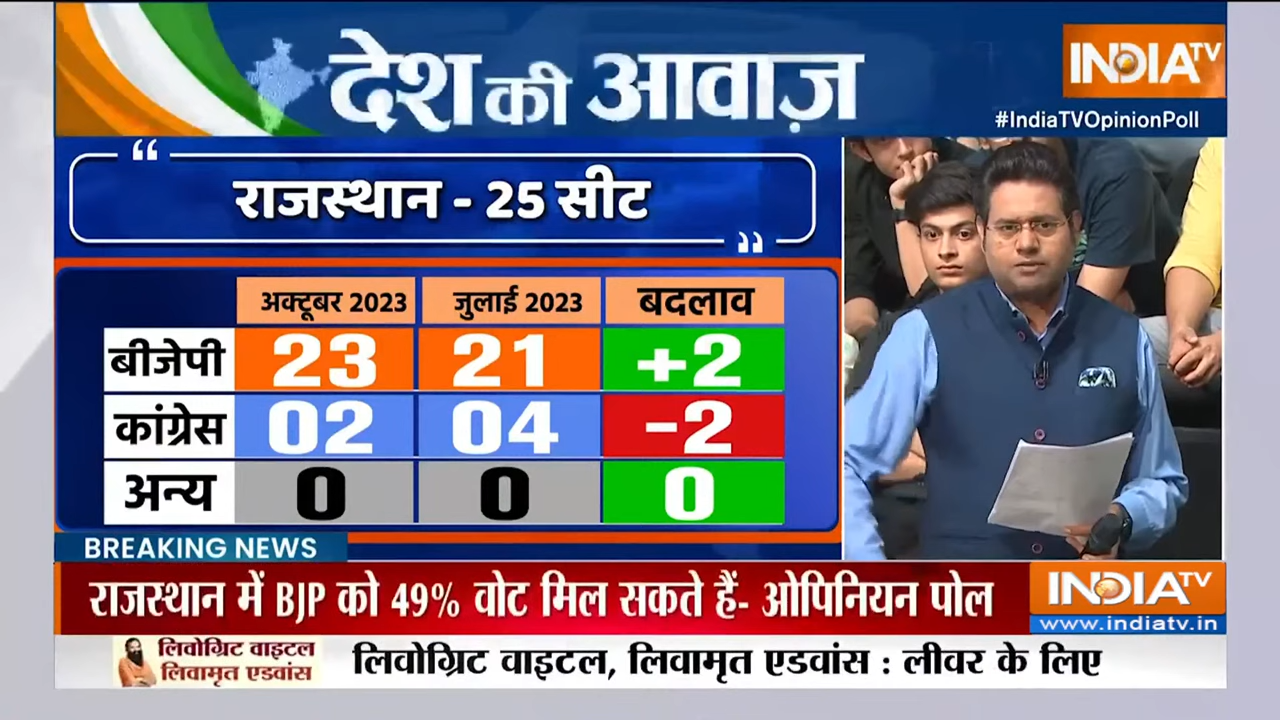 देश की आवाज़
INDIA TV
#IndiaTVOpinionPoll
“
राजस्थान - 25 सीट
”
अक्टूबर 2023 जुलाई 2023 बदलाव
बीजेपी 23 21 +2
कांग्रेस 02 04 -2
अन्य 0 0 0
BREAKING NEWS
राजस्थान में BJP को 49% वोट मिल सकते हैं- ओपिनियन पोल
INDIA TV
www.indiatv.in
लिवोग्रिट वाइटल
लिवामृत एडवांस
लिवोग्रिट वाइटल, लिवामृत एडवांस : लीवर के लिए